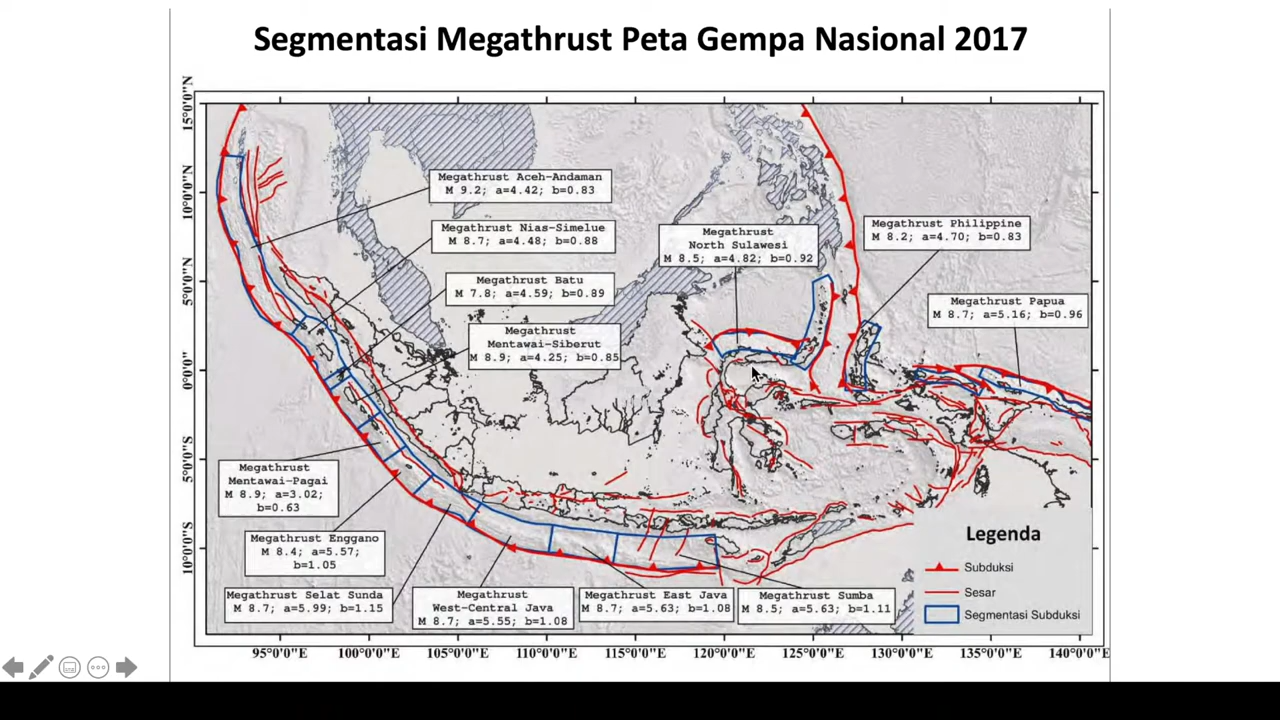 Segmentasi Megathrust Peta Gempa Nasional 2017
15°0'0"N
10°0'0"N
5°0'0"N
0°0'0"
5°0'0"S
10°0'0"S
Megathrust Aceh-Andaman
M 9.2; a=4.42; b=0.83
Megathrust Nias-Simelue
M 8.7; a=4.48; b=0.88
Megathrust Batu
M 7.8; a=4.59; b=0.89
Megathrust
Mentawai-Siberut
M 8.9; a=4.25; b=0.85
Megathrust
North Sulawesi
M 8.5; a=4.82; b=0.92
Megathrust Philippine
M 8.2; a=4.70; b=0.83
Megathrust Papua
M 8.7; a=5.16; b=0.96
Megathrust
Mentawai-Pagai
M 8.9; a=3.02;
b=0.63
Megathrust Enggano
M 8.4; a=5.57;
b=1.05
Megathrust Selat Sunda
M 8.7; a=5.99; b=1.15
Megathrust
West-Central Java
M 8.7; a=5.55; b=1.08
Megathrust East Java
M 8.7; a=5.63; b=1.08
Megathrust Sumba
M 8.5; a=5.63; b=1.11
Legenda
Subduksi
Sesar
Segmentasi Subduksi
95°0'0"E
100°0'0"E
105°0'0"E
110°0'0"E
115°0'0"E
120°0'0"E
125°0'0"E
130°0'0"E
135°0'0"E
140°0'0"E